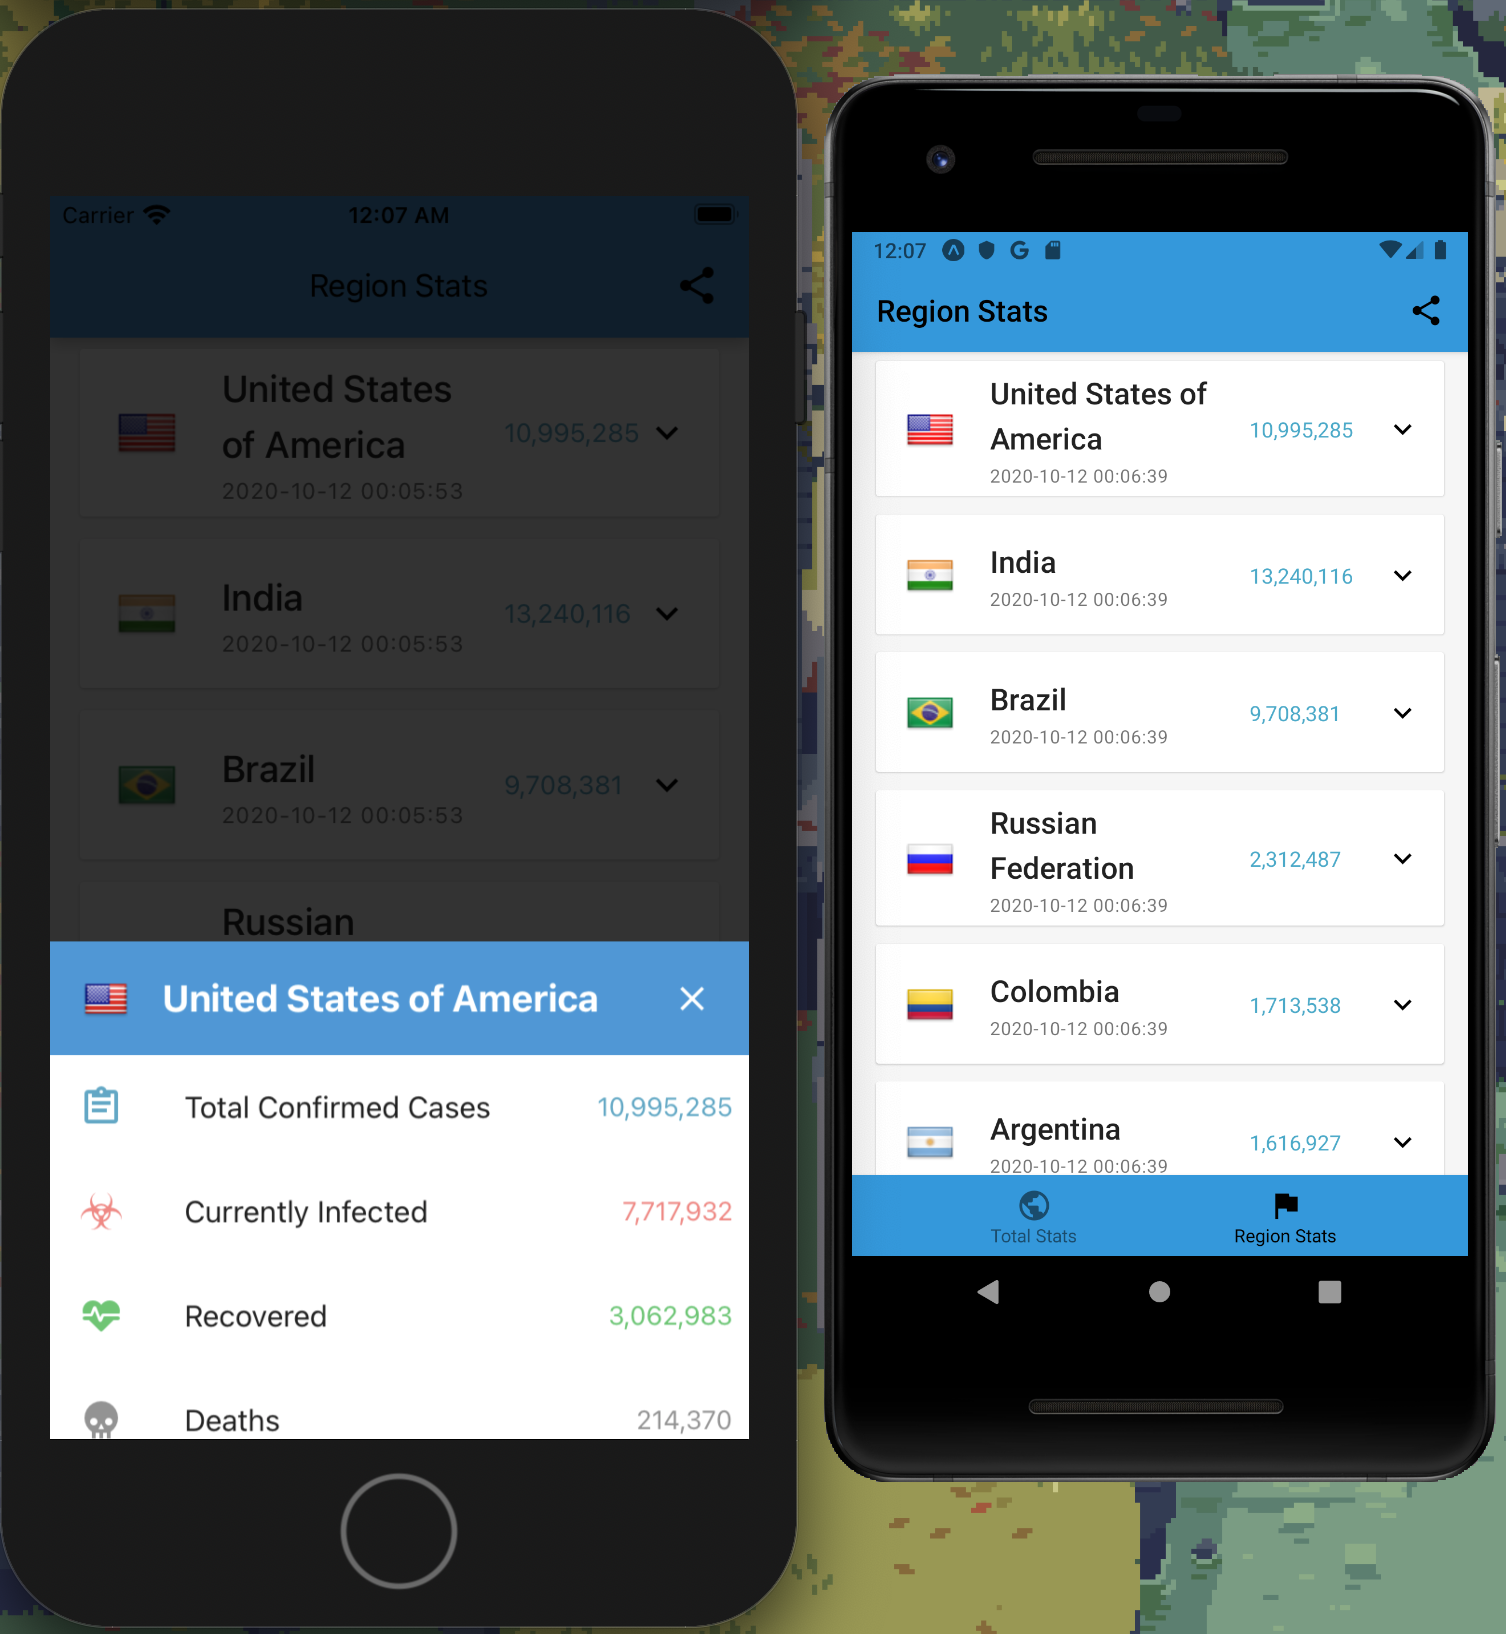 Carrier
12:07 AM
Region Stats
United States
of America
10,995,285
2020-10-12 00:05:53
India
13,240,116
2020-10-12 00:05:53
Brazil
9,708,381
2020-10-12 00:05:53
Russian
United States of America
Total Confirmed Cases
10,995,285
Currently Infected
7,717,932
Recovered
3,062,983
Deaths
214,370
12:07
Region Stats
United States of
America
10,995,285
2020-10-12 00:06:39
India
13,240,116
2020-10-12 00:06:39
Brazil
9,708,381
2020-10-12 00:06:39
Russian
Federation
2,312,487
2020-10-12 00:06:39
Colombia
1,713,538
2020-10-12 00:06:39
Argentina
1,616,927
2020-10-12 00:06:39
Total Stats
Region Stats